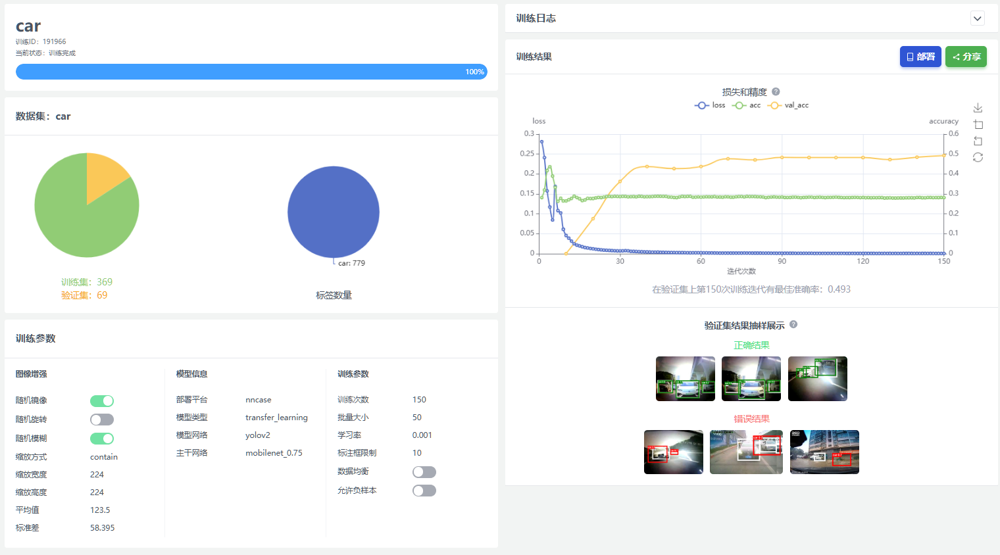 car
训练ID：191966
当前状态：训练完成
100%
数据集：car
训练集：369
验证集：69
car: 779
标签数量
训练参数
图像增强
随机镜像
随机旋转
随机模糊
缩放方式 contain
缩放宽度 224
缩放高度 224
平均值 123.5
标准差 58.395
模型信息
部署平台 nncase
模型类型 transfer_learning
模型网络 yolov2
主干网络 mobilenet_0.75
训练参数
训练次数 150
批量大小 50
学习率 0.001
标注框限制 10
数据均衡
允许负样本
训练日志
训练结果
部署
分享
损失和精度
loss acc val_acc
loss accuracy
0.3 0.6
0.25 0.5
0.2 0.4
0.15 0.3
0.1 0.2
0.05 0.1
0 0
0 30 60 90 120 150
迭代次数
在验证集上第150次训练迭代有最佳准确率：0.493
验证集结果抽样展示
正确结果
错误结果